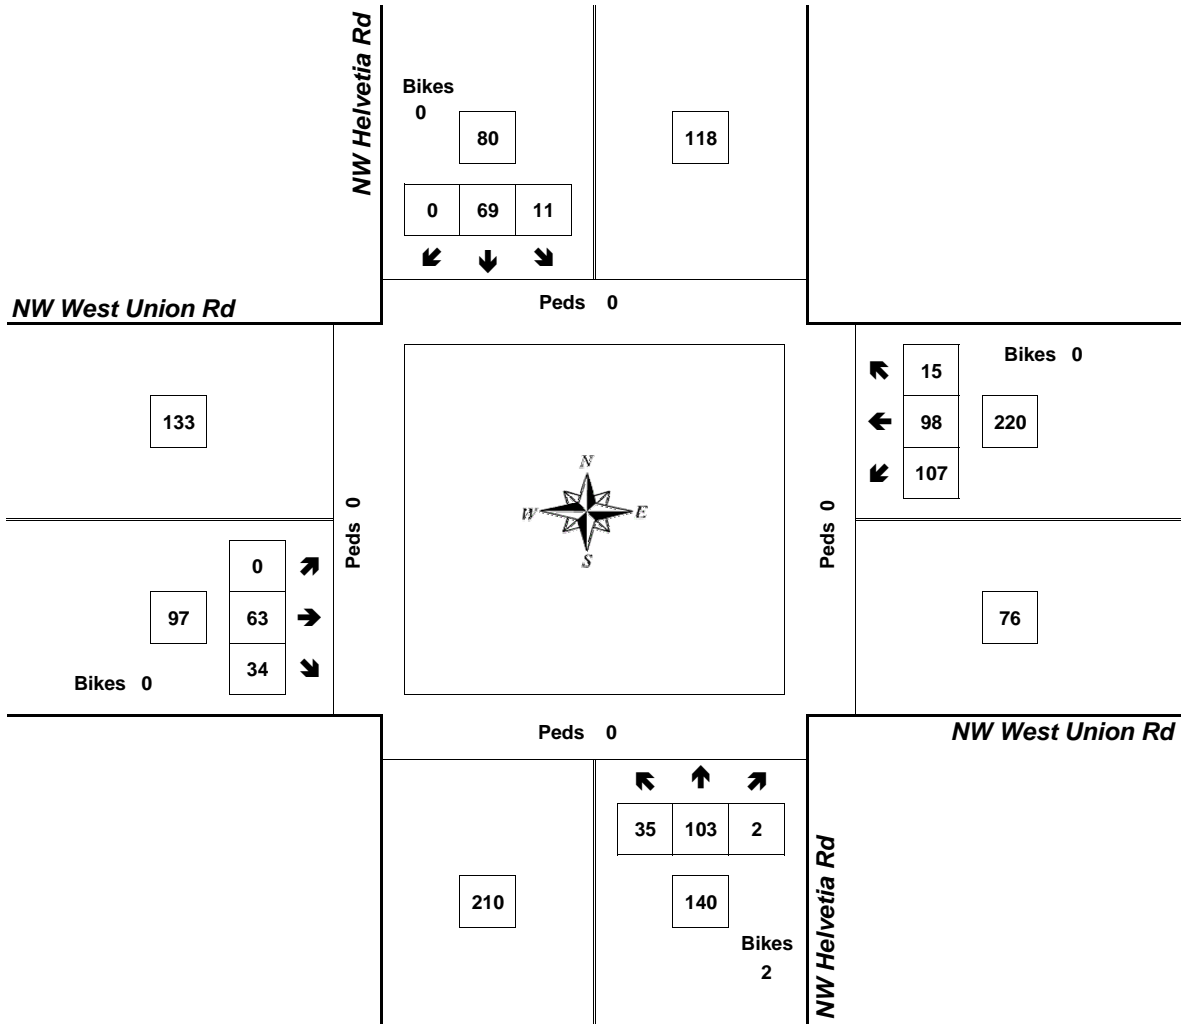 NW Helvetia Rd
Bikes
0
80
118
0 69 11
Peds 0
NW West Union Rd
15
Bikes 0
133
98
220
107
N
W E
S
Peds 0
Peds 0
0
97
63
76
34
Bikes 0
Peds 0
NW West Union Rd
35 103 2
210
140
Bikes
2
NW Helvetia Rd